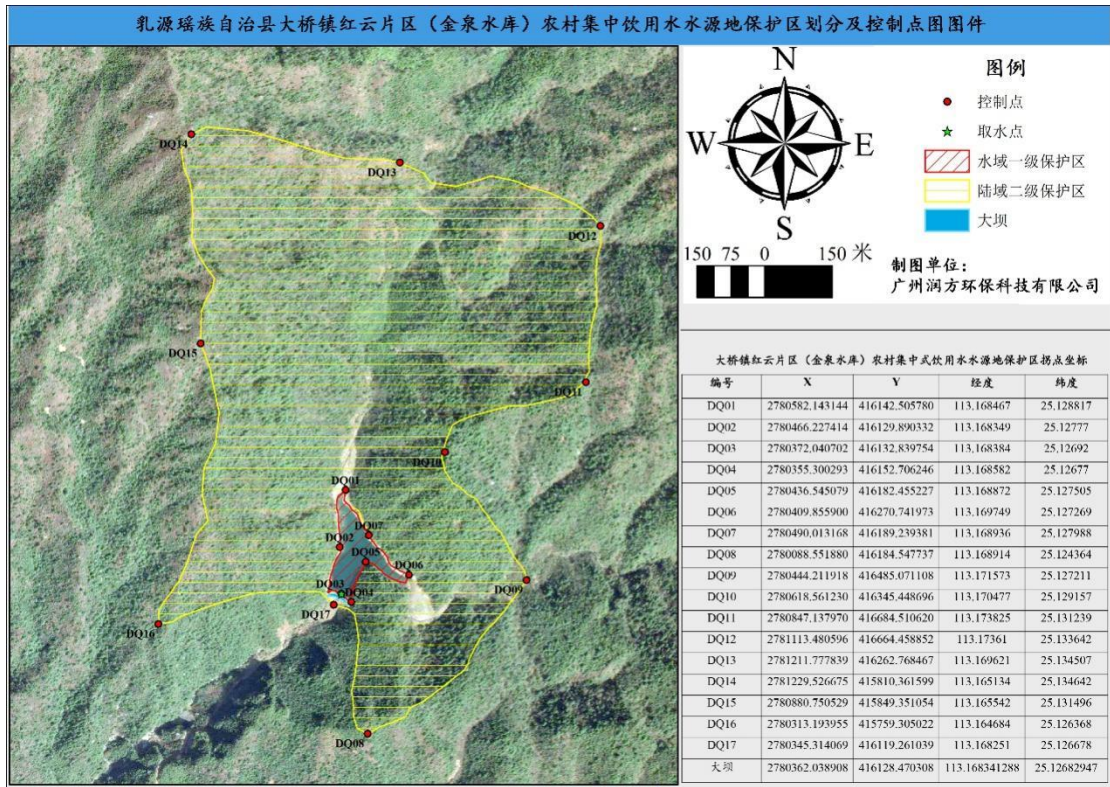 乳源瑶族自治县大桥镇红云片区（金泉水库）农村集中饮用水水源地保护区划分及控制点图图件
DQ14
DQ13
DQ12
DQ15
DQ11
DQ10
DQ01
DQ07
DQ02
DQ05
DQ06
DQ03
DQ04
DQ09
DQ17
DQ16
DQ08
N
W E
S
150 75 0 150 米
图例
控制点
取水点
水域一级保护区
陆域二级保护区
大坝
制图单位：
广州润方环保科技有限公司
大桥镇红云片区（金泉水库）农村集中式饮用水水源地保护区拐点坐标
编号 X Y 经度 纬度
DQ01 2780582.143144 416142.505780 113.168467 25.128817
DQ02 2780466.227414 416129.890332 113.168349 25.12777
DQ03 2780372.040702 416132.839754 113.168384 25.12692
DQ04 2780355.300293 416152.706246 113.168582 25.12677
DQ05 2780436.545079 416182.455227 113.168872 25.127505
DQ06 2780409.855900 416270.741973 113.169749 25.127269
DQ07 2780490.013168 416189.239381 113.168936 25.127988
DQ08 2780088.551880 416184.547737 113.168914 25.124364
DQ09 2780444.211918 416485.071108 113.171573 25.127211
DQ10 2780618.561230 416345.448696 113.170477 25.129157
DQ11 2780847.137970 416684.510620 113.173825 25.131239
DQ12 2781113.480596 416664.458852 113.17361 25.133642
DQ13 2781211.777839 416262.768467 113.169621 25.134507
DQ14 2781229.526675 415810.361599 113.165134 25.134642
DQ15 2780880.750529 415849.351054 113.165542 25.131496
DQ16 2780313.193955 415759.305022 113.164684 25.126368
DQ17 2780345.314069 416119.261039 113.168251 25.126678
大坝 2780362.038908 416128.470308 113.168341288 25.12682947